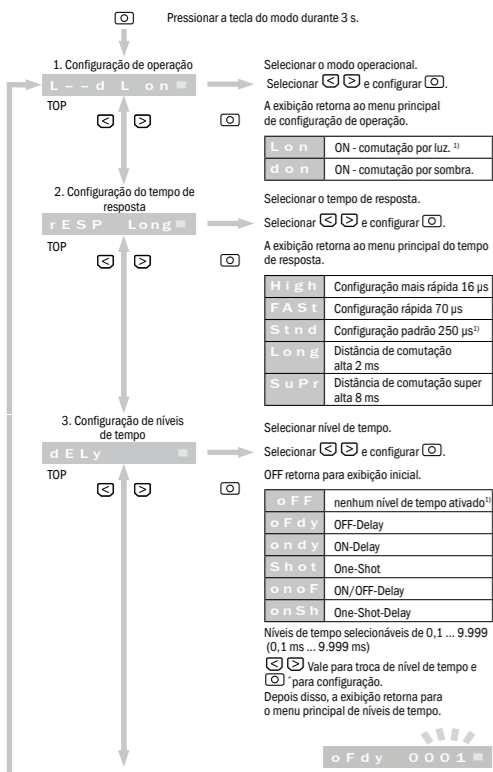 Pressionar a tecla do modo durante 3 s.
1. Configuração de operação
L - - d L on
TOP
Selecionar o modo operacional.
Selecionar < > e configurar
A exibição retorna ao menu principal
de configuração de operação.
Lon ON - comutação por luz. 1)
don ON - comutação por sombra.
2. Configuração do tempo de
resposta
rESP Long
TOP
Selecionar o tempo de resposta.
Selecionar < > e configurar .
A exibição retorna ao menu principal do tempo
de resposta.
High Configuração mais rápida 16 µs
FASt Configuração rápida 70 µs
Stnd Configuração padrão 250 µs1)
Long Distância de comutação
alta 2 ms
SuPr Distância de comutação super
alta 8 ms
3. Configuração de níveis
de tempo
dELy
TOP
Selecionar nível de tempo.
Selecionar < > e configurar .
OFF retorna para exibição inicial.
oFF nenhum nível de tempo ativado1)
oFdy OFF-Delay
ondy ON-Delay
Shot One-Shot
onoF ON/OFF-Delay
onSh One-Shot-Delay
Níveis de tempo selecionáveis de 0,1 ... 9.999
(0,1 ms ... 9.999 ms)
< > Vale para troca de nível de tempo e
´para configuração.
Depois disso, a exibição retorna para
o menu principal de níveis de tempo.
oFdy 0001